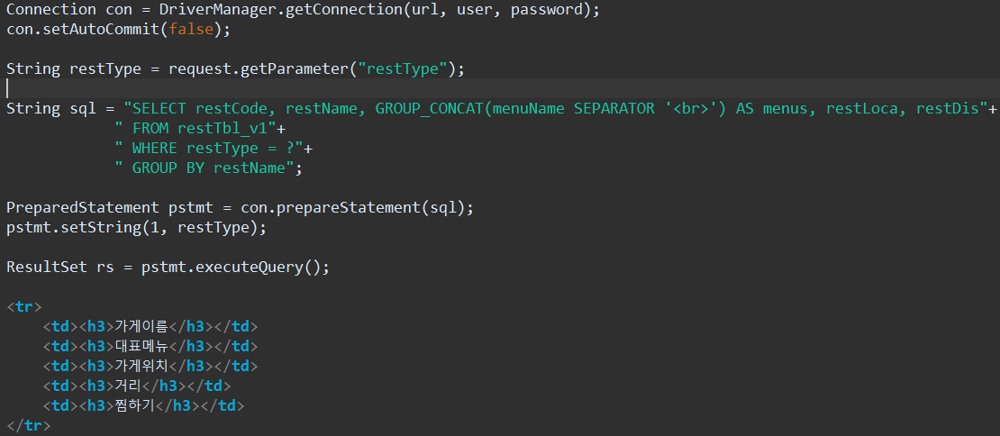 Connection con = DriverManager.getConnection(url, user, password);
con.setAutoCommit(false);
String restType = request.getParameter("restType");
String sql = "SELECT restCode, restName, GROUP_CONCAT(menuName SEPARATOR '<br>') AS menus, restLoca, restDis"+
" FROM restTbl_v1"+
" WHERE restType = ?"+
" GROUP BY restName";
PreparedStatement pstmt = con.prepareStatement(sql);
pstmt.setString(1, restType);
ResultSet rs = pstmt.executeQuery();
<tr>
<td><h3>가게이름</h3></td>
<td><h3>대표메뉴</h3></td>
<td><h3>가게위치</h3></td>
<td><h3>거리</h3></td>
<td><h3>찜하기</h3></td>
</tr>